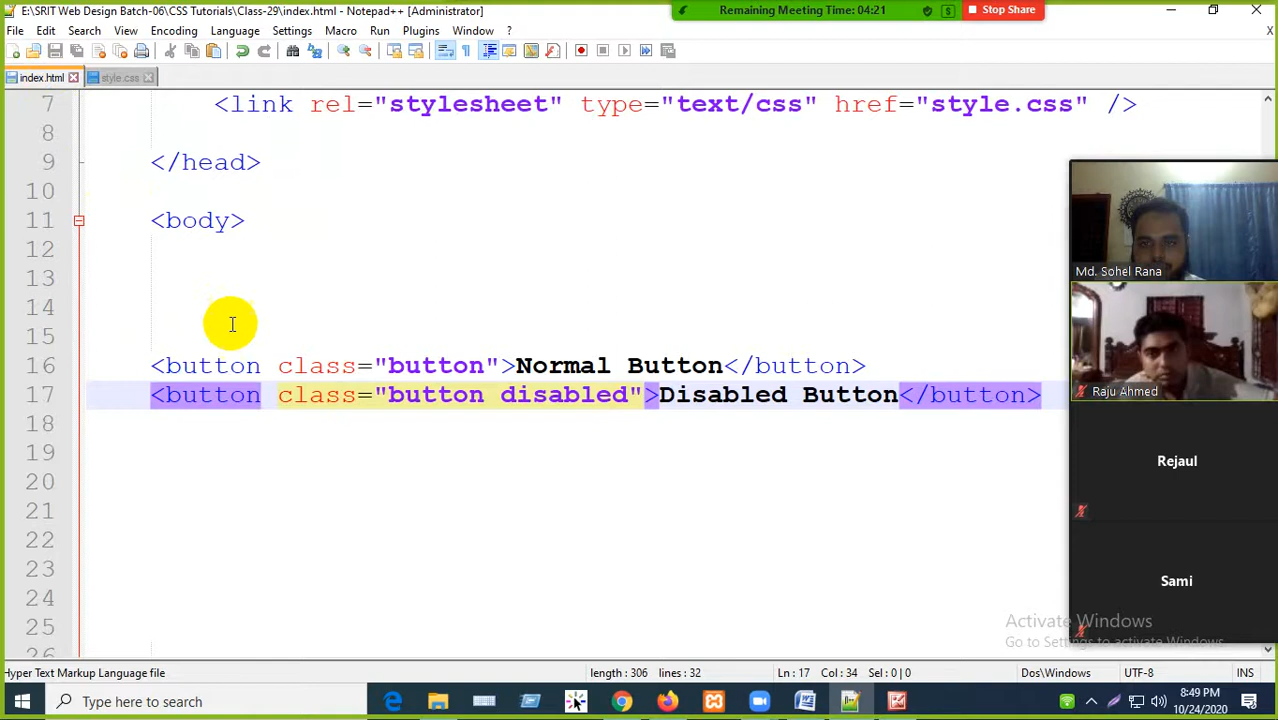 E:\SRIT Web Design Batch-06\CSS Tutorials\Class-29\index.html - Notepad++ [Administrator]
Remaining Meeting Time: 04:21
Stop Share
File Edit Search View Encoding Language Settings Macro Run Plugins Window ?
X
index.html
style.css
7 <link rel="stylesheet" type="text/css" href="style.css" />
8
9 </head>
10
11 <body>
12
13
14
15
16 <button class="button">Normal Button</button>
17 <button class="button disabled">Disabled Button</button>
18
19
20
21
22
23
24
25
26
Md. Sohel Rana
Raju Ahmed
Rejaul
Sami
Activate Windows
Go to Settings to activate Windows.
Hyper Text Markup Language file
length : 306 lines : 32
Ln : 17 Col : 34 Sel : 0 | 0
Dos\Windows
UTF-8
INS
Type here to search
8:49 PM
10/24/2020